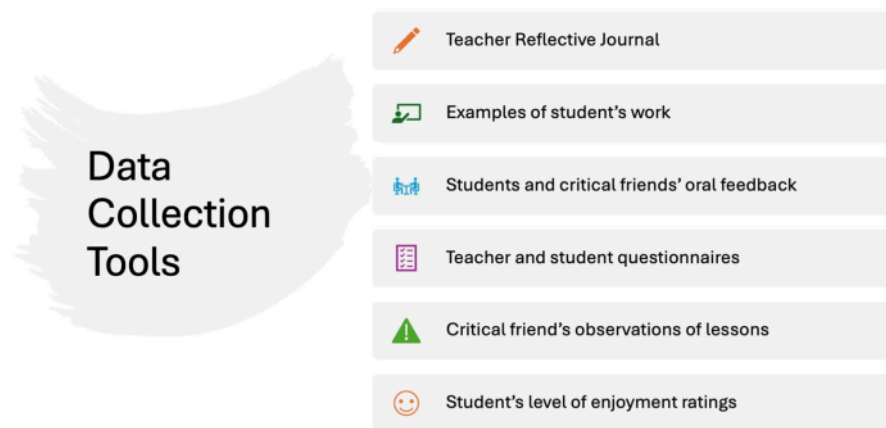 Data
Collection
Tools
Teacher Reflective Journal
Examples of student's work
Students and critical friends' oral feedback
Teacher and student questionnaires
Critical friend's observations of lessons
Student's level of enjoyment ratings